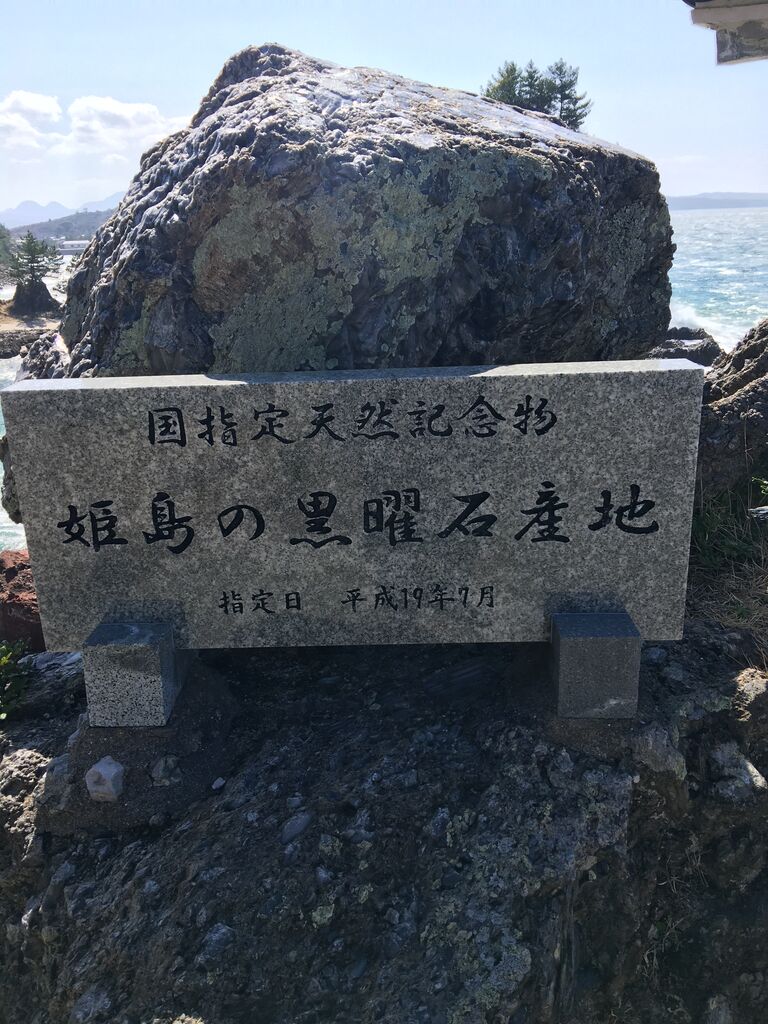 国指定天然記念物
姫島の黒曜石産地
指定日 平成19年7月